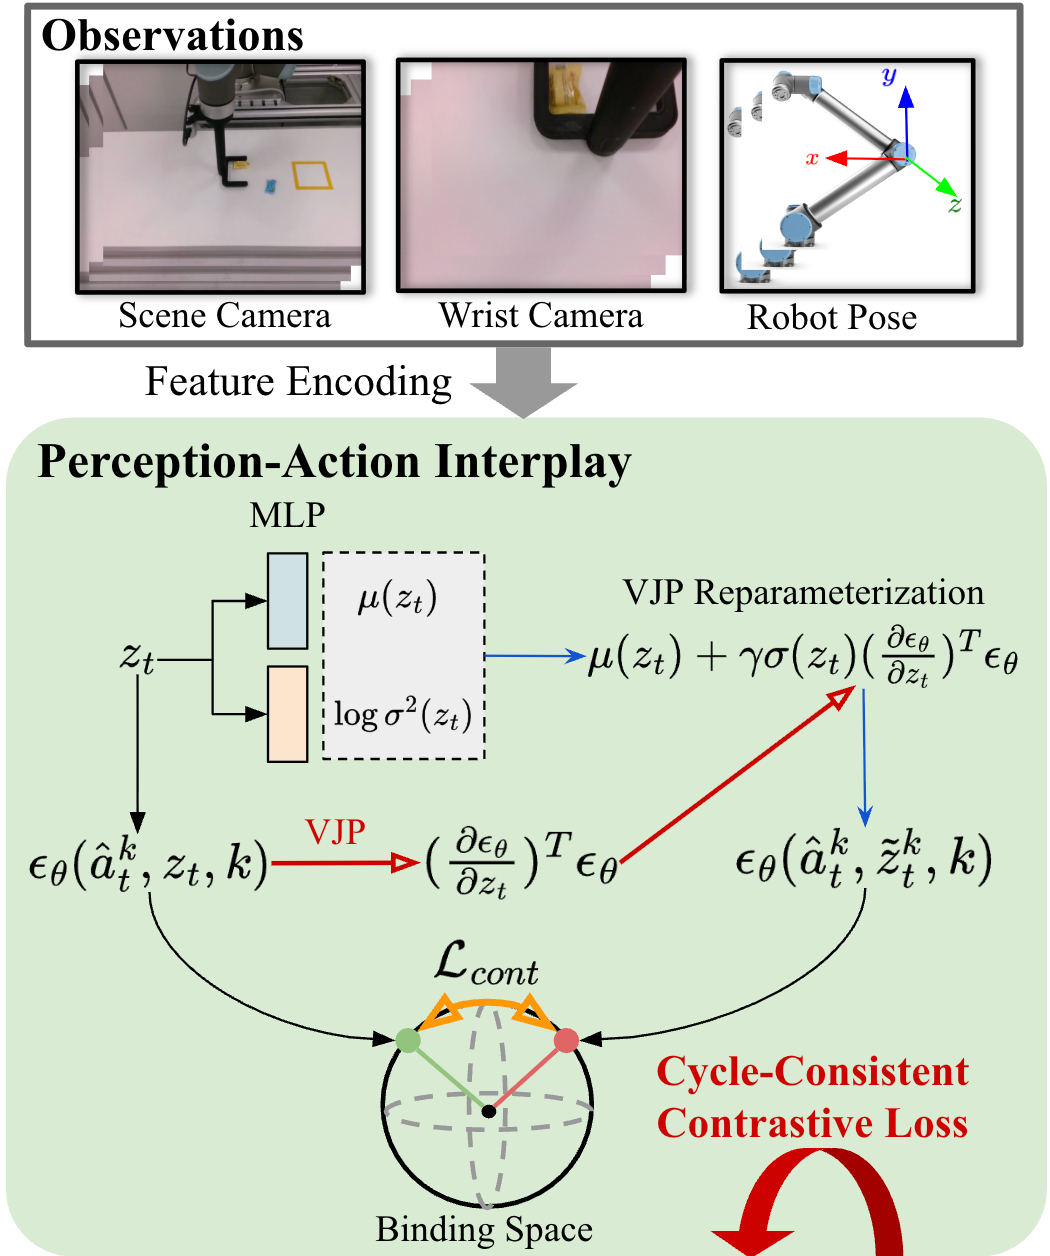 Observations
y
x
z
Scene Camera
Wrist Camera
Robot Pose
Feature Encoding
Perception-Action Interplay
MLP
μ(z_t)
log σ²(z_t)
z_t
VJP Reparameterization
μ(z_t) + γσ(z_t)(∂ε_θ/∂z_t)^T ε_θ
ϵ_θ(â_t^k, z_t, k)
VJP
(∂ϵ_θ/∂z_t)^T ϵ_θ
ϵ_θ(â_t^k, z̃_t^k, k)
ℒ_cont
Cycle-Consistent
Contrastive Loss
Binding Space